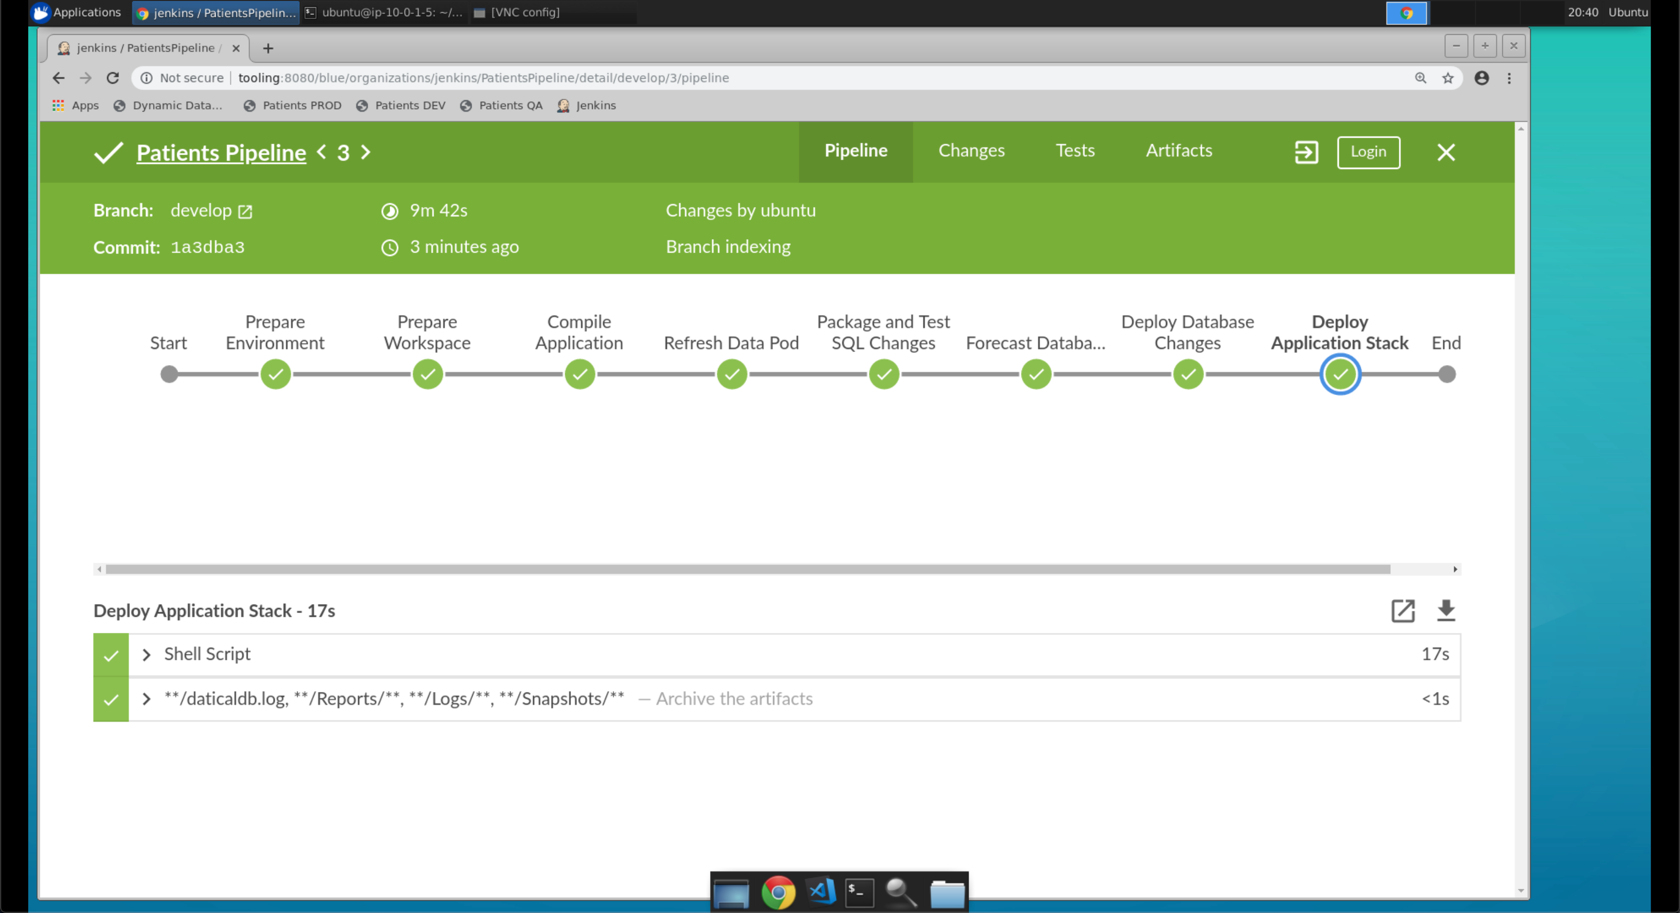 Applications
jenkins / PatientsPipelin...
ubuntu@ip-10-0-1-5: ~/...
[VNC config]
20:40 Ubuntu
jenkins / PatientsPipeline /
Not secure
tooling:8080/blue/organizations/jenkins/PatientsPipeline/detail/develop/3/pipeline
Apps
Dynamic Data...
Patients PROD
Patients DEV
Patients QA
Jenkins
Patients Pipeline < 3 >
Pipeline
Changes
Tests
Artifacts
Login
Branch: develop
9m 42s
Changes by ubuntu
Commit: 1a3dba3
3 minutes ago
Branch indexing
Start
Prepare
Environment
Prepare
Workspace
Compile
Application
Refresh Data Pod
Package and Test
SQL Changes
Forecast Databa...
Deploy Database
Changes
Deploy
Application Stack
End
Deploy Application Stack - 17s
Shell Script
17s
**/daticaldb.log, **/Reports/**, **/Logs/**, **/Snapshots/** — Archive the artifacts
<1s